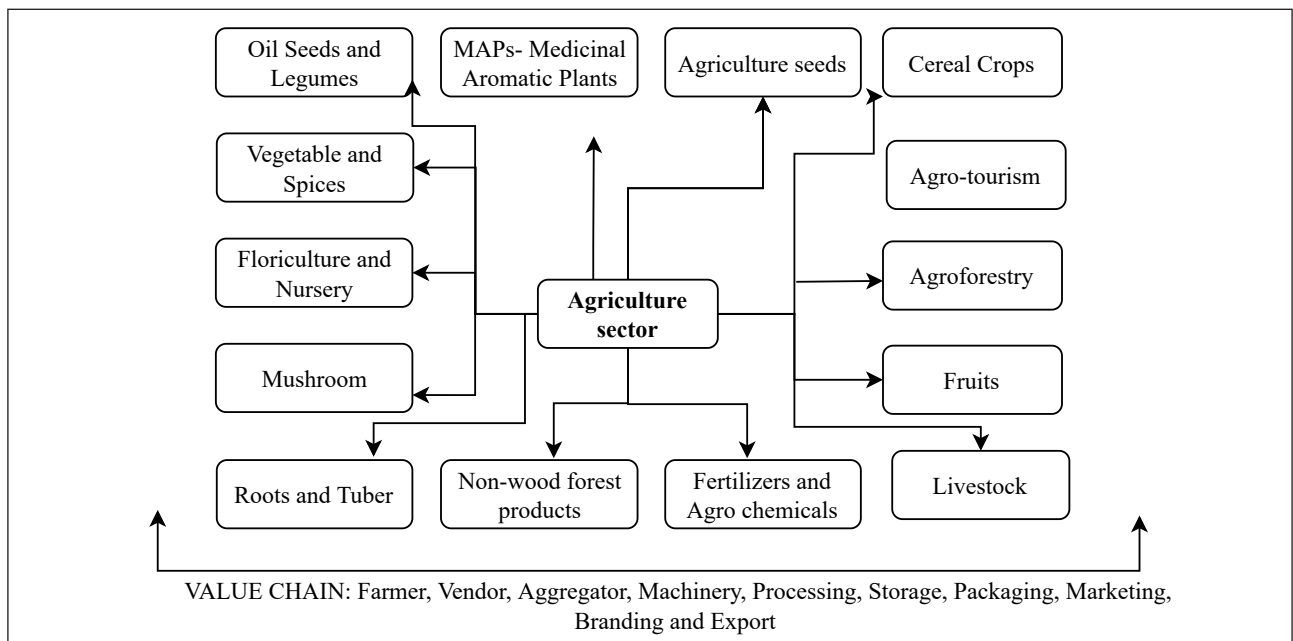 Oil Seeds and
Legumes
MAPs- Medicinal
Aromatic Plants
Agriculture seeds
Cereal Crops
Vegetable and
Spices
Agro-tourism
Floriculture and
Nursery
Agriculture
sector
Agroforestry
Mushroom
Fruits
Roots and Tuber
Non-wood forest
products
Fertilizers and
Agro chemicals
Livestock
VALUE CHAIN: Farmer, Vendor, Aggregator, Machinery, Processing, Storage, Packaging, Marketing,
Branding and Export